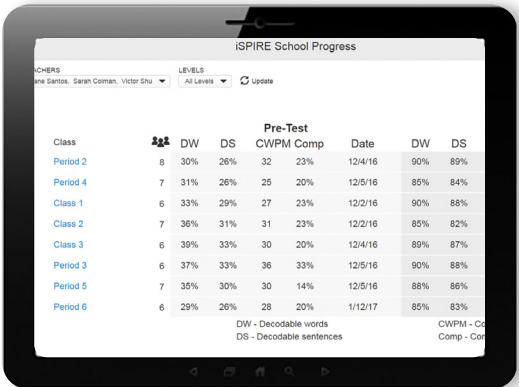 iSPIRE School Progress
ACHERS LEVELS
ane Santos, Sarah Colman, Victor Shu All Levels Update
Pre-Test
Class DW DS CWPM Comp Date DW DS
Period 2 8 30% 26% 32 23% 12/4/16 90% 89%
Period 4 7 31% 26% 25 20% 12/5/16 85% 84%
Class 1 6 33% 29% 27 23% 12/2/16 90% 88%
Class 2 7 36% 31% 31 23% 12/2/16 85% 82%
Class 3 6 39% 33% 30 20% 12/4/16 89% 87%
Period 3 6 37% 33% 36 33% 12/5/16 90% 88%
Period 5 7 35% 30% 30 14% 12/5/16 88% 86%
Period 6 6 29% 26% 28 20% 1/12/17 85% 83%
DW - Decodable words CWPM - Co
DS - Decodable sentences Comp - Cor